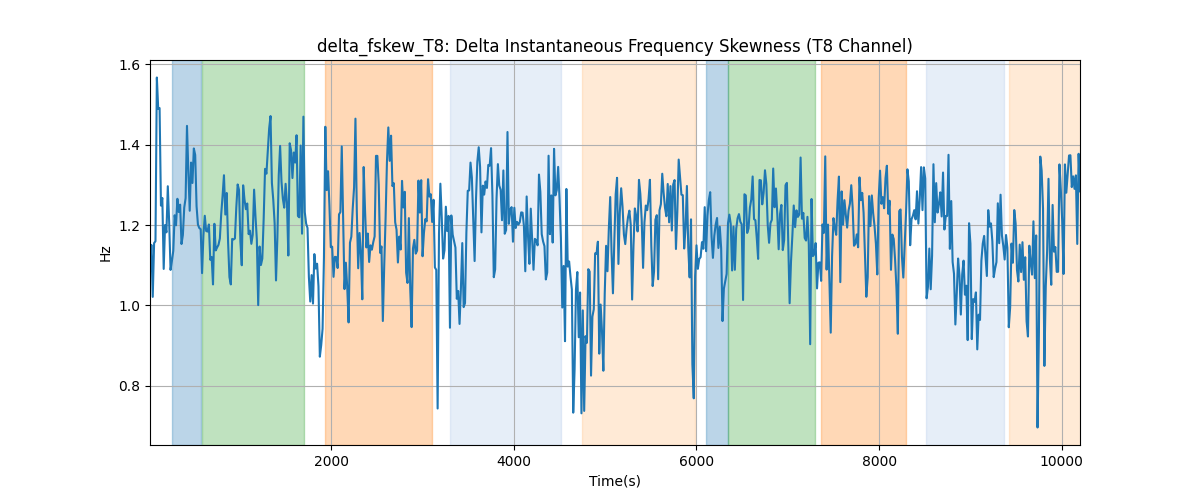 delta_fskew_T8: Delta Instantaneous Frequency Skewness (T8 Channel)
1.6
1.4
1.2
1.0
0.8
Hz
2000 4000 6000 8000 10000
Time(s)